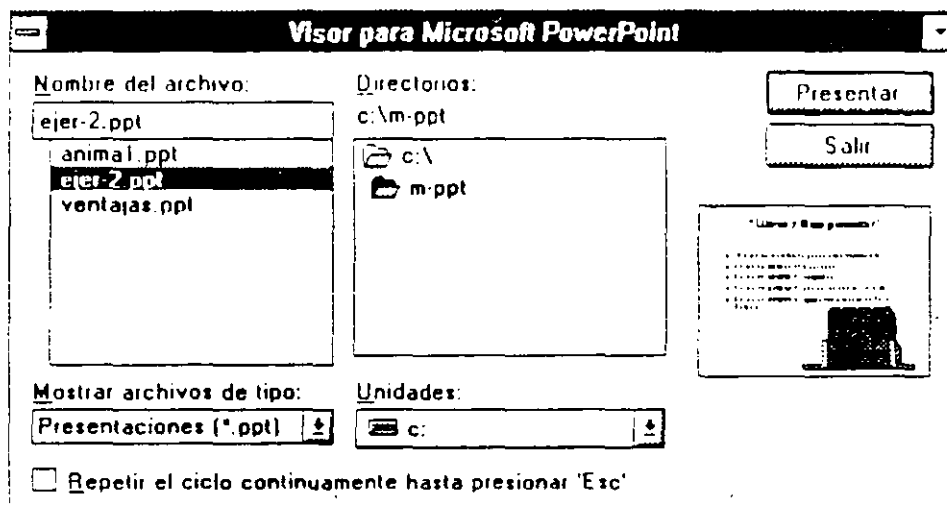 Visor para Microsoft PowerPoint
Nombre del archivo:
ejer-2.ppt
animal.ppt
ejer-2.ppt
ventajas.ppt
Directorios:
c:\m-ppt
c:\
m-ppt
Presentar
Salir
Mostrar archivos de tipo:
Presentaciones (*.ppt)
Unidades:
c:
Repetir el ciclo continuamente hasta presionar 'Esc'